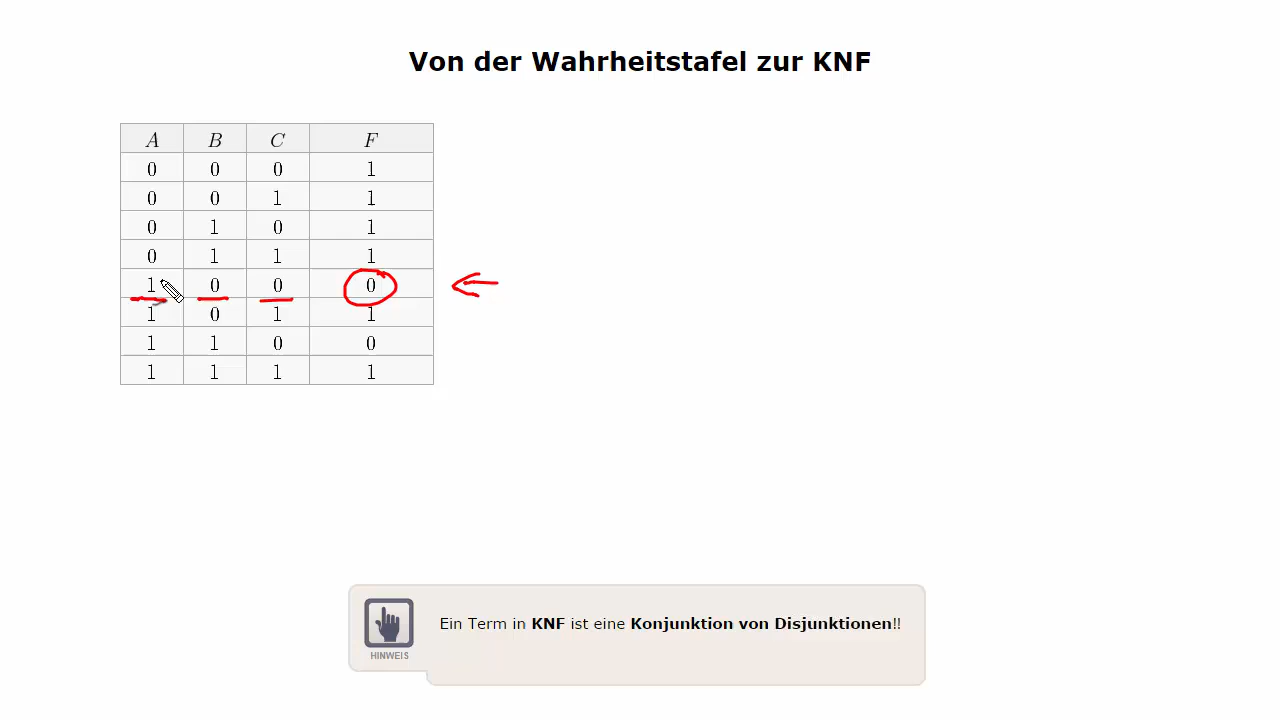 Von der Wahrheitstafel zur KNF
A B C F
0 0 0 1
0 0 1 1
0 1 0 1
0 1 1 1
1 0 0 0
1 0 1 1
1 1 0 0
1 1 1 1
Ein Term in KNF ist eine Konjunktion von Disjunktionen!!
HINWEIS